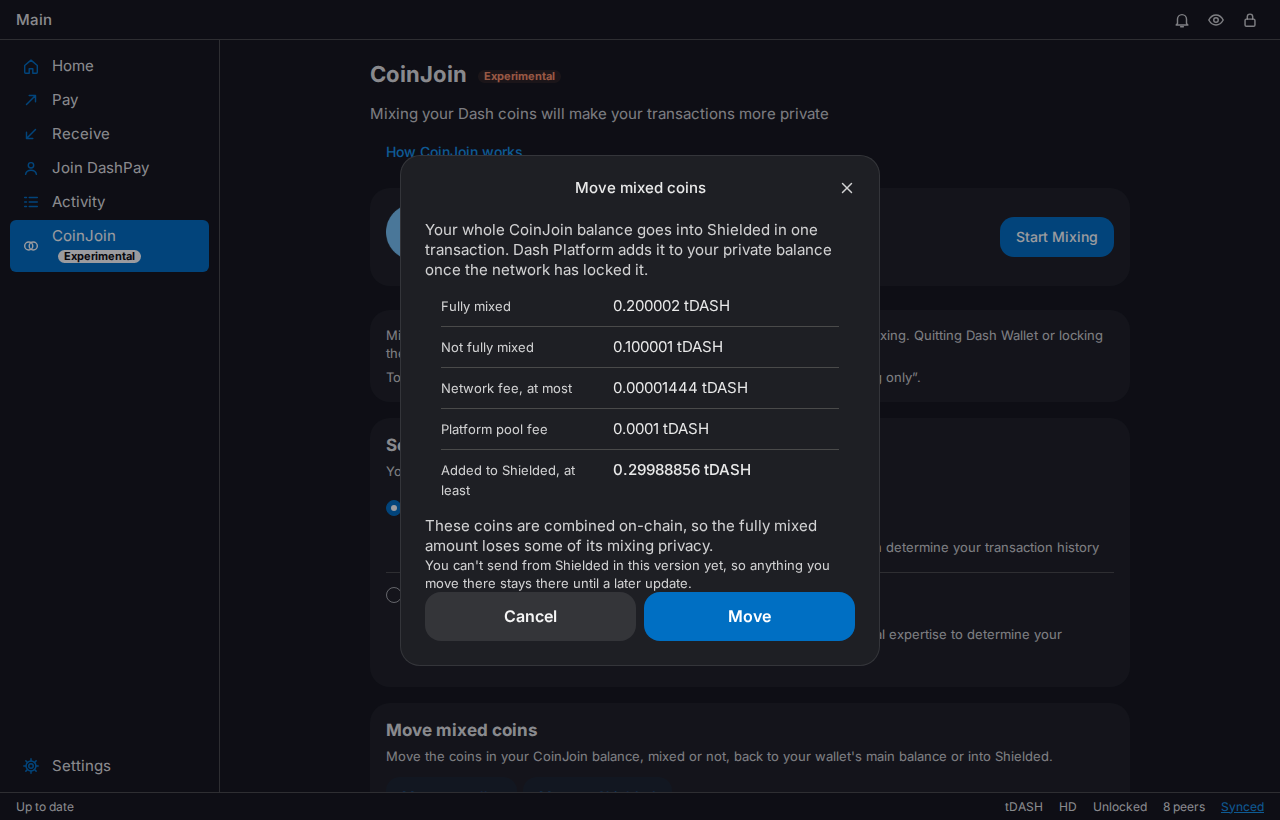 Main
Home
Pay
Receive
Join DashPay
Activity
CoinJoin
Experimental
Settings
CoinJoin Experimental
Mixing your Dash coins will make your transactions more private
How CoinJoin works
Start Mixing
xing. Quitting Dash Wallet or locking
only”.
determine your transaction history
expertise to determine your
Move mixed coins
Your whole CoinJoin balance goes into Shielded in one
transaction. Dash Platform adds it to your private balance
once the network has locked it.
Fully mixed 0.200002 tDASH
Not fully mixed 0.100001 tDASH
Network fee, at most 0.00001444 tDASH
Platform pool fee 0.0001 tDASH
Added to Shielded, at least 0.29988856 tDASH
These coins are combined on-chain, so the fully mixed
amount loses some of its mixing privacy.
You can't send from Shielded in this version yet, so anything you
move there stays there until a later update.
Cancel Move
Move mixed coins
Move the coins in your CoinJoin balance, mixed or not, back to your wallet's main balance or into Shielded.
Up to date tDASH HD Unlocked 8 peers Synced